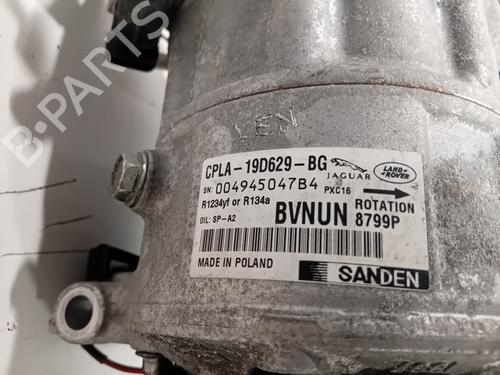 B-PARTS
VEN
CPLA-19D629-BG
JAGUAR
LAND ROVER
SN: 004945047B4
PXC16
R1234yf or R134a
ROTATION
OIL: SP-A2
BVNUN 8799P
MADE IN POLAND
SANDEN